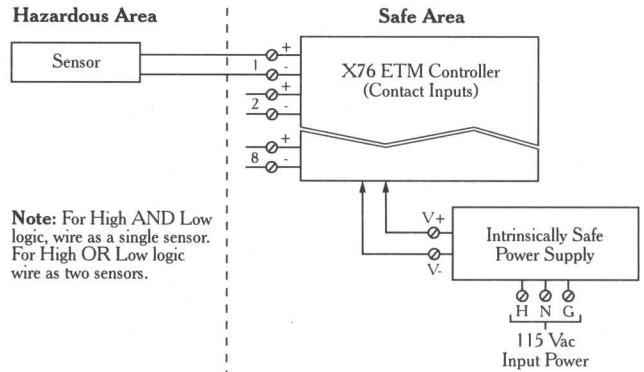 Hazardous Area
Safe Area
Sensor
1
+
-
2
+
-
8
+
-
X76 ETM Controller
(Contact Inputs)
Note: For High AND Low
logic, wire as a single sensor.
For High OR Low logic
wire as two sensors.
V+
V-
Intrinsically Safe
Power Supply
H N G
115 Vac
Input Power